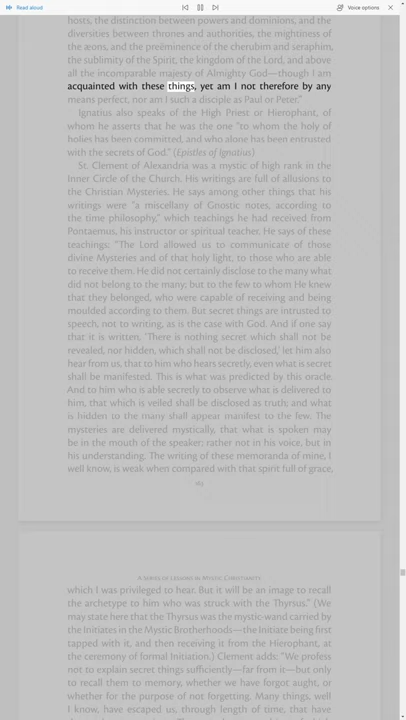 Read aloud
Voice options
hosts, the distinction between powers and dominions, and the
diversities between thrones and authorities, the mightiness of
the æons, and the preëminence of the cherubim and seraphim,
the sublimity of the Spirit, the kingdom of the Lord, and above
all the incomparable majesty of Almighty God—though I am
acquainted with these things, yet am I not therefore by any
means perfect, nor am I such a disciple as Paul or Peter."
Ignatius also speaks of the High Priest or Hierophant, of
whom he asserts that he was the one "to whom the holy of
holies has been committed, and who alone has been entrusted
with the secrets of God." (Epistles of Ignatius)
St. Clement of Alexandria was a mystic of high rank in the
Inner Circle of the Church. His writings are full of allusions to
the Christian Mysteries. He says among other things that his
writings were "a miscellany of Gnostic notes, according to
the time philosophy," which teachings he had received from
Pontaemus, his instructor or spiritual teacher. He says of these
teachings: "The Lord allowed us to communicate of those
divine Mysteries and of that holy light, to those who are able
to receive them. He did not certainly disclose to the many what
did not belong to the many; but to the few to whom He knew
that they belonged, who were capable of receiving and being
moulded according to them. But secret things are intrusted to
speech, not to writing, as is the case with God. And if one say
that it is written, 'There is nothing secret which shall not be
revealed, nor hidden, which shall not be disclosed,' let him also
hear from us, that to him who hears secretly, even what is secret
shall be manifested. This is what was predicted by this oracle.
And to him who is able secretly to observe what is delivered to
him, that which is veiled shall be disclosed as truth; and what
is hidden to the many shall appear manifest to the few. The
mysteries are delivered mystically, that what is spoken may
be in the mouth of the speaker; rather not in his voice, but in
his understanding. The writing of these memoranda of mine, I
well know, is weak when compared with that spirit full of grace,
A Series of Lessons in Mystic Christianity
which I was privileged to hear. But it will be an image to recall
the archetype to him who was struck with the Thyrsus." (We
may state here that the Thyrsus was the mystic-wand carried by
the Initiates in the Mystic Brotherhoods—the Initiate being first
tapped with it, and then receiving it from the Hierophant, at
the ceremony of formal Initiation.) Clement adds: "We profess
not to explain secret things sufficiently—far from it—but only
to recall them to memory, whether we have forgot aught, or
whether for the purpose of not forgetting. Many things, well
I know, have escaped us, through length of time, that have